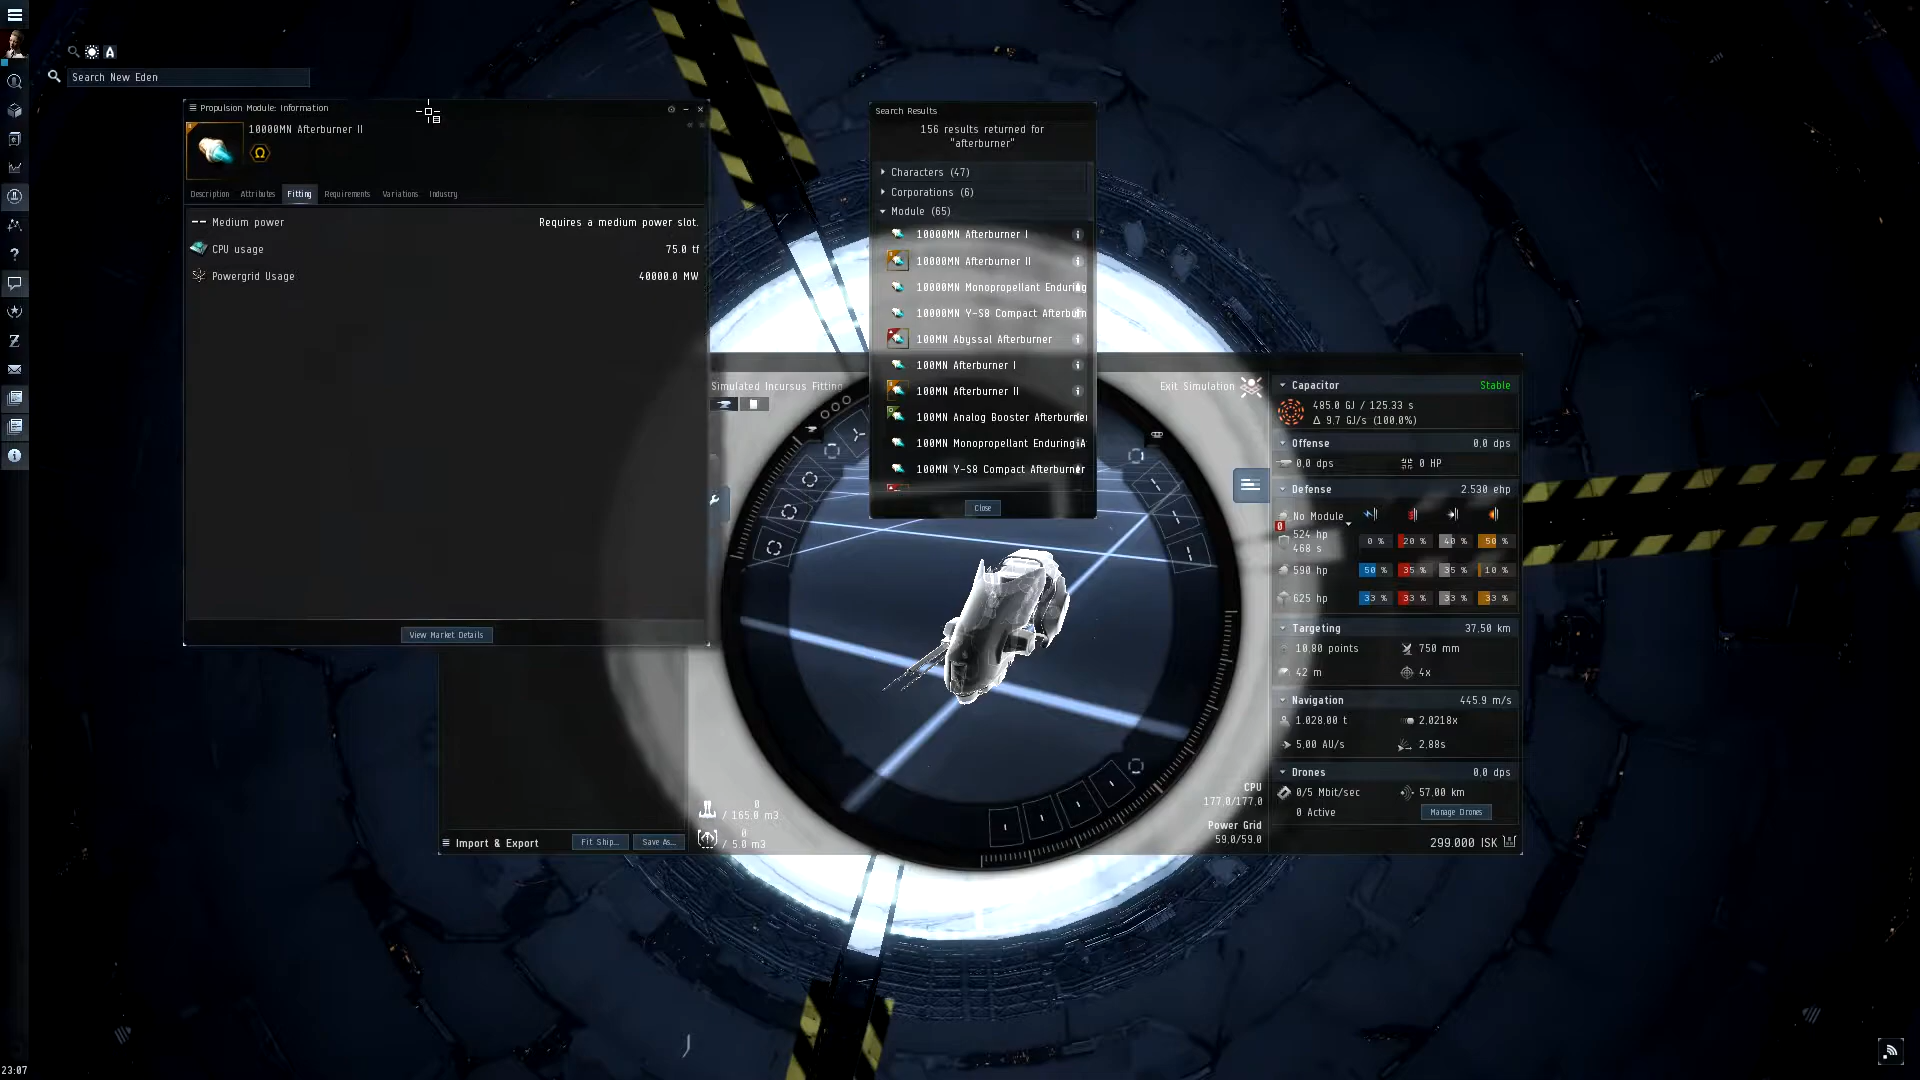 A
Search New Eden
Propulsion Module: Information
10000MN Afterburner II
Description Attributes Fitting Requirements Variations Industry
Medium power Requires a medium power slot.
CPU usage 75.0 tf
Powergrid Usage 40000.0 MW
View Market Details
Search Results
156 results returned for
"afterburner"
Characters (47)
Corporations (6)
Module (65)
10000MN Afterburner I
10000MN Afterburner II
10000MN Monopropellant Enduring
10000MN Y-S8 Compact Afterburn
100MN Abyssal Afterburner
100MN Afterburner I
100MN Afterburner II
100MN Analog Booster Afterburner
100MN Monopropellant Enduring A
100MN Y-S8 Compact Afterburner
Close
Simulated Incursus Fitting
Exit Simulation
Capacitor Stable
485.0 GJ / 125.33 s
Δ 9.7 GJ/s (100.0%)
Offense 0.0 dps
0.0 dps 0 HP
Defense 2.530 ehp
No Module
0
524 hp
468 s
0 % 20 % 40 % 50 %
590 hp 50 % 35 % 35 % 10 %
625 hp 33 % 33 % 33 % 33 %
Targeting 37,50 km
10,80 points 750 mm
42 m 4x
Navigation 445.9 m/s
1.028,00 t 2,0218x
5,00 AU/s 2,88s
Drones 0,0 dps
0/5 Mbit/sec 57,00 km
0 Active Manage Drones
299.000 ISK
CPU
177.0/177.0
Power Grid
59.0/59.0
0
/ 165.0 m3
0
/ 5.0 m3
Import & Export Fit Ship... Save As...
23:07